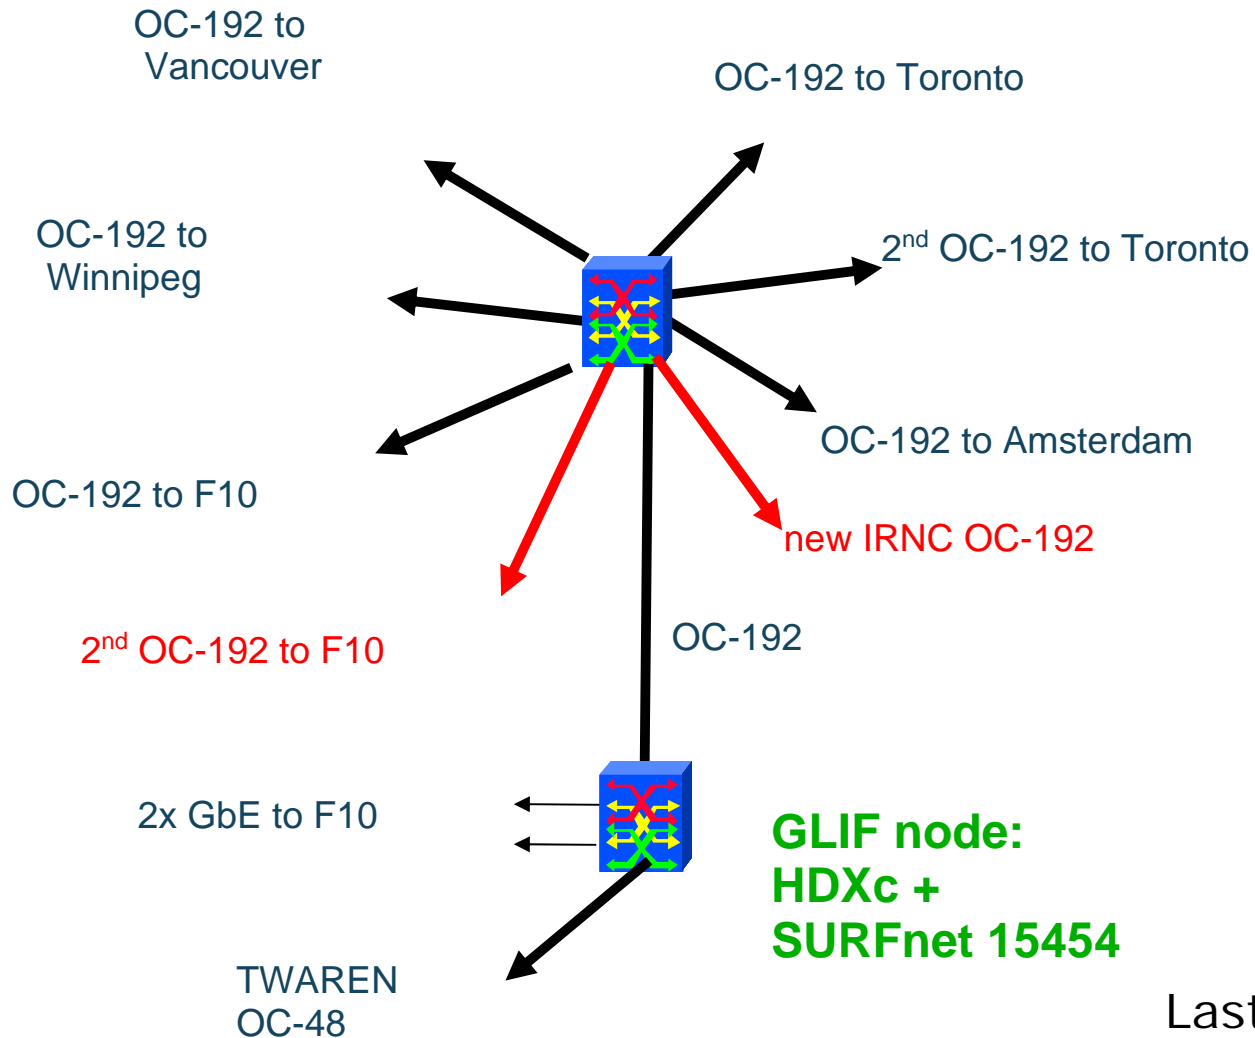 OC-192 to
Vancouver
OC-192 to Toronto
OC-192 to
Winnipeg
2nd OC-192 to Toronto
OC-192 to Amsterdam
OC-192 to F10
new IRNC OC-192
2nd OC-192 to F10
OC-192
2x GbE to F10
GLIF node:
HDXc +
SURFnet 15454
TWAREN
OC-48
Last